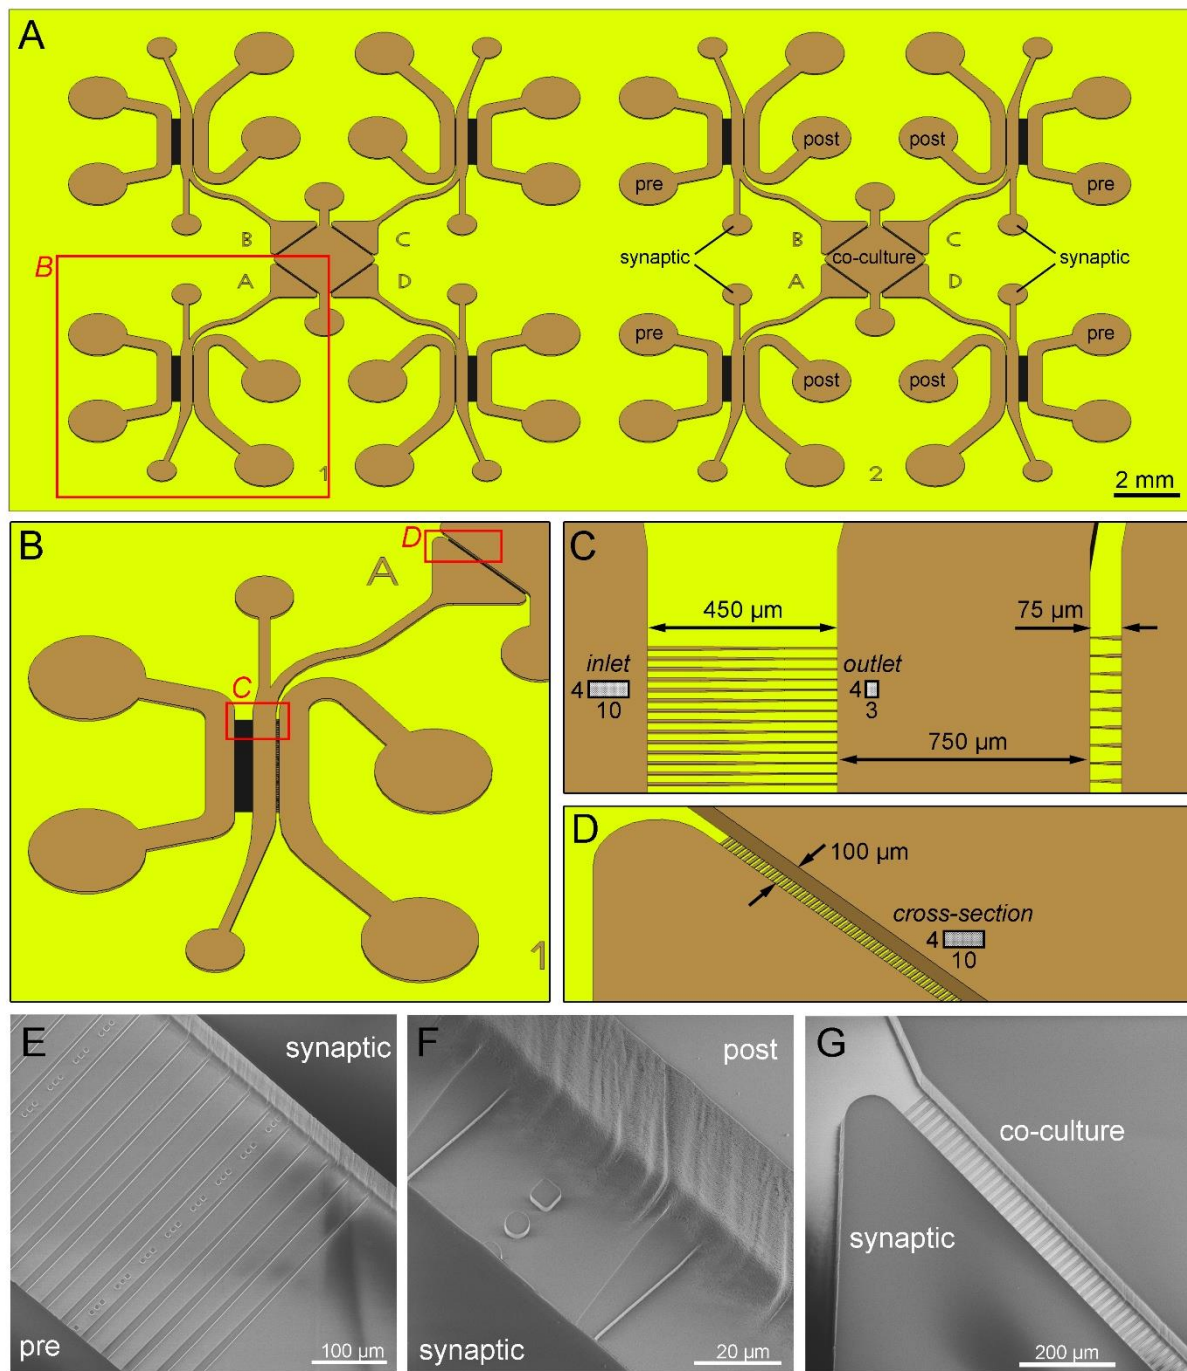 A
post
post
pre
pre
B
C
B
C
synaptic
co-culture
synaptic
B
A
D
A
D
pre
pre
post
post
1
2
2 mm
B
D
A
C
1
C
450 µm
75 µm
inlet
outlet
4
10
4
3
750 µm
D
100 µm
cross-section
4
10
E
synaptic
pre
100 µm
F
post
synaptic
20 µm
G
co-culture
synaptic
200 µm